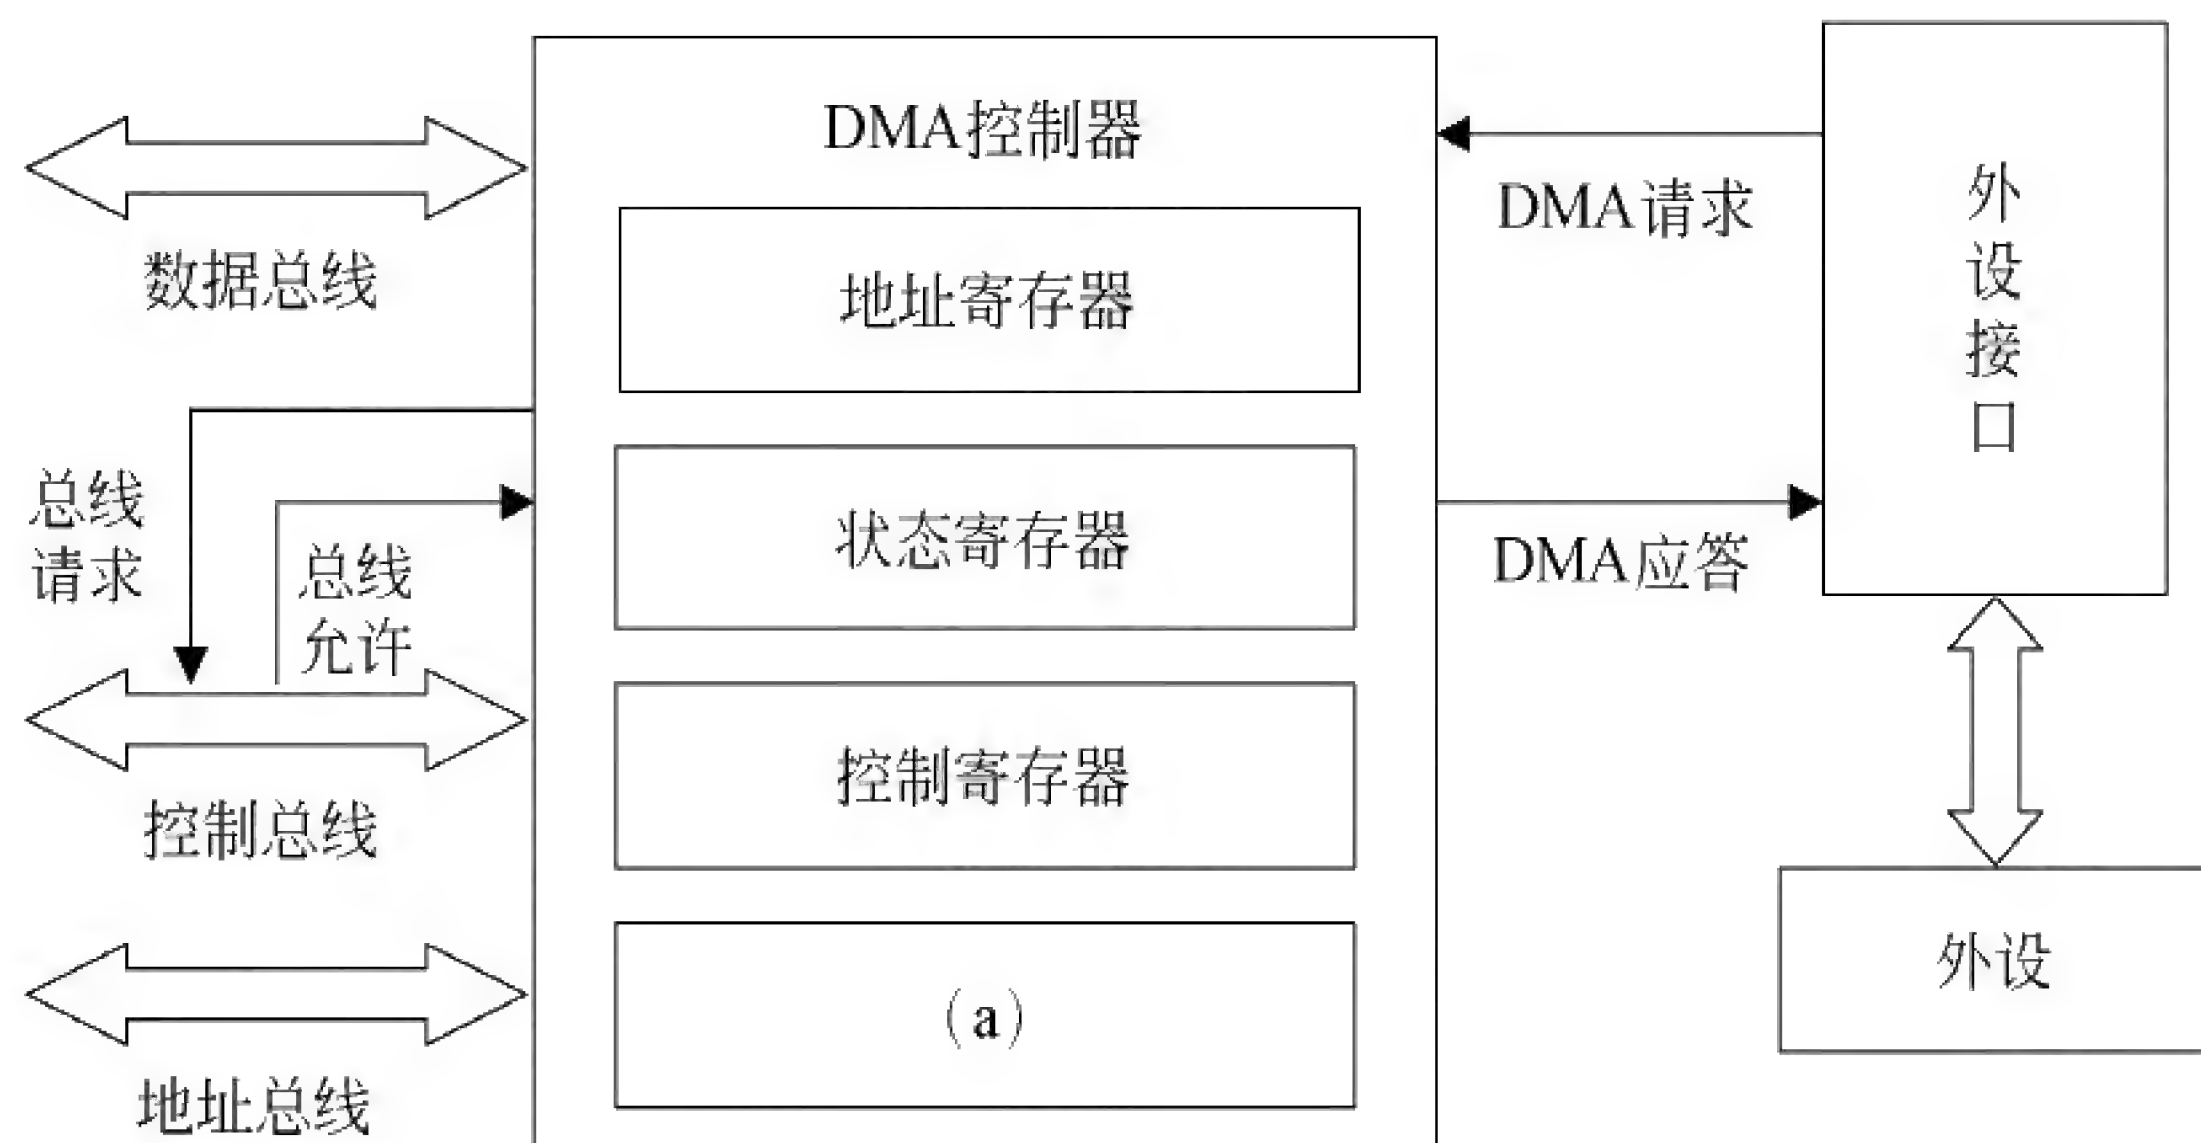 DMA控制器
地址寄存器
状态寄存器
控制寄存器
(a)
数据总线
总线
请求
总线
允许
控制总线
地址总线
DMA请求
DMA应答
外
设
接
口
外设